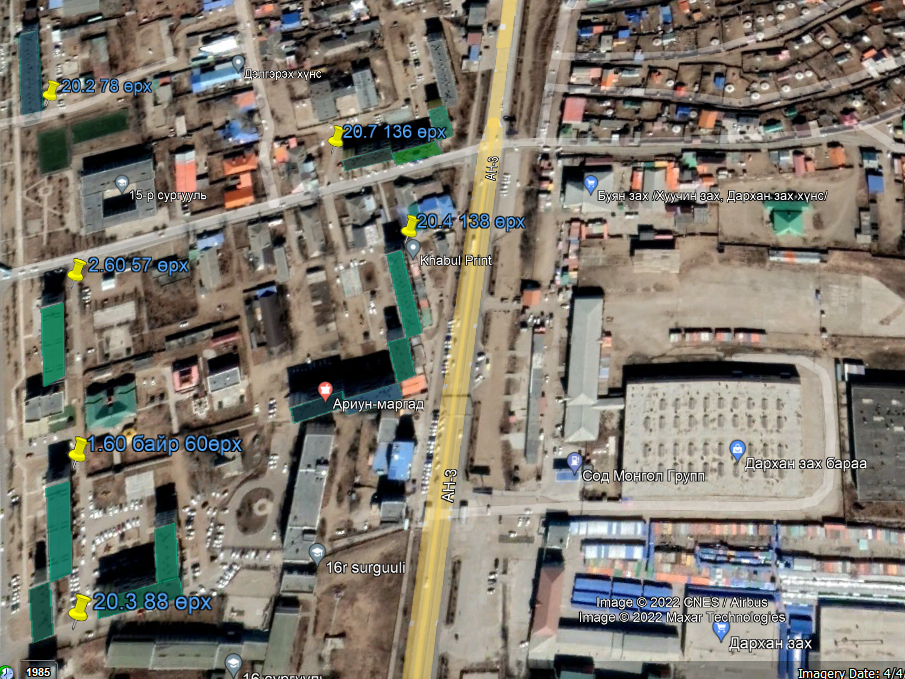 Дэлгэрэх хүнс
20.2 78 өрх
20.7 136 өрх
АН-3
15-р сургууль
Буян зах /Хуучин зах, Дархан зах хүнс/
20.4 138 өрх
Khabul Print
2.60 57 өрх
Ариун-маргад
1.60 байр 60өрх
Дархан зах бараа
Сод Монгол Групп
АН-3
16r surguuli
20.3 88 өрх
Image © 2022 CNES / Airbus
Image © 2022 Maxar Technologies
Дархан зах
16 сургууль
1985
Imagery Date: 4/4